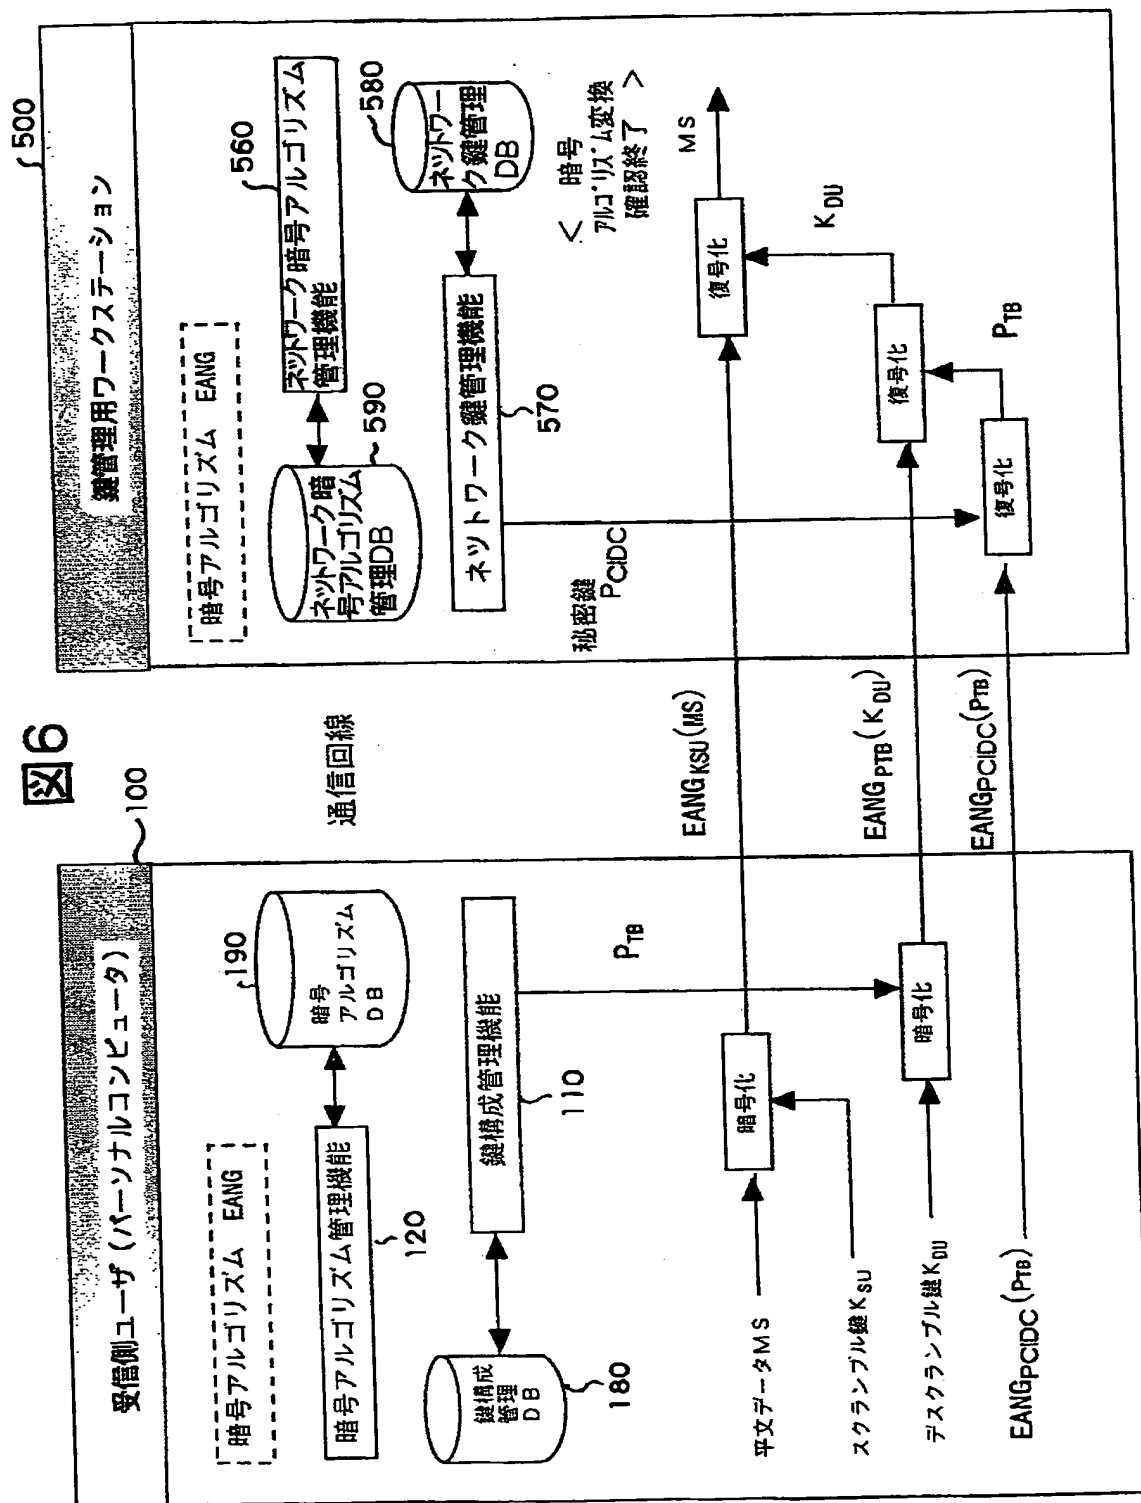 図6
受信側ユーザ(パーソナルコンピュータ)
100
暗号アルゴリズム EANG
暗号アルゴリズム管理機能
120
190
暗号
アルゴリズム
DB
鍵構成
管理
DB
180
鍵構成管理機能
110
PTB
平文データMS
暗号化
スクランブル鍵KSU
デスクランブル鍵KDU
暗号化
EANGPCIDC(PTB)
通信回線
EANGKSU(MS)
EANGPTB(KDU)
EANGPCIDC(PTB)
500
鍵管理用ワークステーション
暗号アルゴリズム EANG
ネットワーク暗
号アルゴリズム
管理DB
590
560
ネットワーク暗号アルゴリズム
管理機能
ネットワーク鍵管理機能
570
580
ネットワー
ク鍵管理
DB
秘密鍵
PCIDC
<暗号
アルゴリズム変換
確認終了>
復号化
MS
KDU
復号化
PTB
復号化